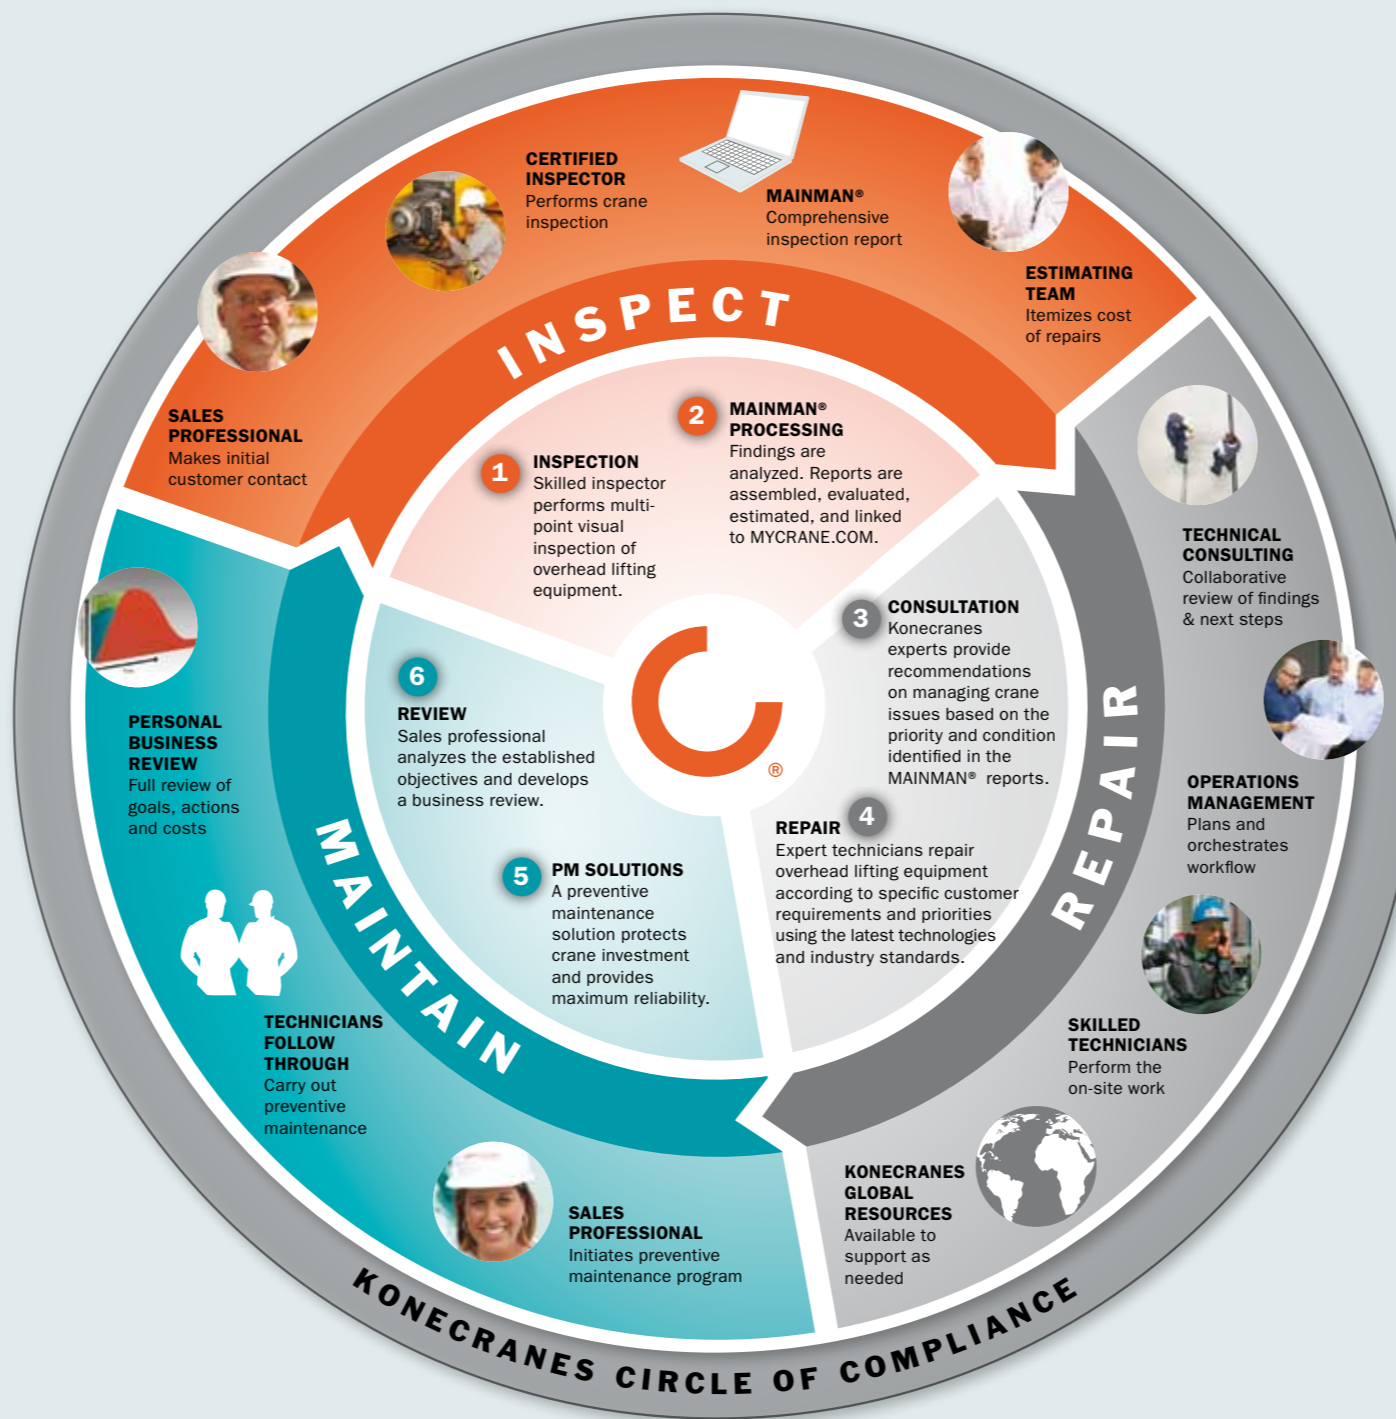 CERTIFIED
INSPECTOR
Performs crane
inspection
MAINMAN®
Comprehensive
inspection report
ESTIMATING
TEAM
Itemizes cost
of repairs
SALES
PROFESSIONAL
Makes initial
customer contact
INSPECT
1
INSPECTION
Skilled inspector
performs multi-
point visual
inspection of
overhead lifting
equipment.
2
MAINMAN®
PROCESSING
Findings are
analyzed. Reports are
assembled, evaluated,
estimated, and linked
to MYCRANE.COM.
TECHNICAL
CONSULTING
Collaborative
review of findings
& next steps
OPERATIONS
MANAGEMENT
Plans and
orchestrates
workflow
SKILLED
TECHNICIANS
Perform the
on-site work
KONECRANES
GLOBAL
RESOURCES
Available to
support as
needed
REPAIR
3
CONSULTATION
Konecranes
experts provide
recommendations
on managing crane
issues based on the
priority and condition
identified in the
MAINMAN® reports.
REPAIR
4
Expert technicians repair
overhead lifting equipment
according to specific customer
requirements and priorities
using the latest technologies
and industry standards.
®
5
PM SOLUTIONS
A preventive
maintenance
solution protects
crane investment
and provides
maximum reliability.
6
REVIEW
Sales professional
analyzes the established
objectives and develops
a business review.
MAINTAIN
SALES
PROFESSIONAL
Initiates preventive
maintenance program
TECHNICIANS
FOLLOW
THROUGH
Carry out
preventive
maintenance
PERSONAL
BUSINESS
REVIEW
Full review of
goals, actions
and costs
KONECRANES CIRCLE OF COMPLIANCE